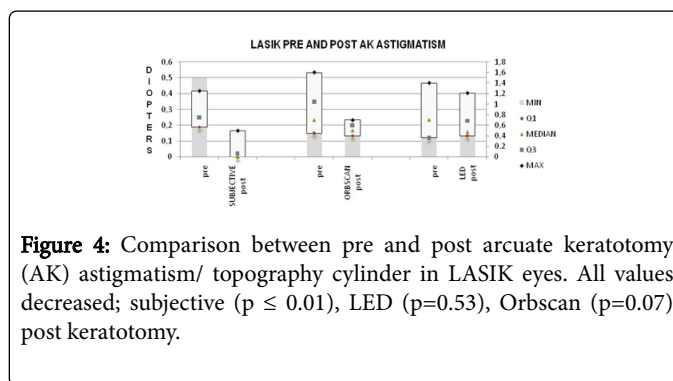 LASIK PRE AND POST AK ASTIGMATISM
DIOPTERS
0,6
0,5
0,4
0,3
0,2
0,1
0
1,8
1,6
1,4
1,2
1
0,8
0,6
0,4
0,2
0
pre
SUBJECTIVE post
pre
ORBSCAN post
pre
LED post
MIN
Q1
MEDIAN
Q3
MAX
Figure 4: Comparison between pre and post arcuate keratotomy
(AK) astigmatism/ topography cylinder in LASIK eyes. All values
decreased; subjective (p ≤ 0.01), LED (p=0.53), Orbscan (p=0.07)
post keratotomy.